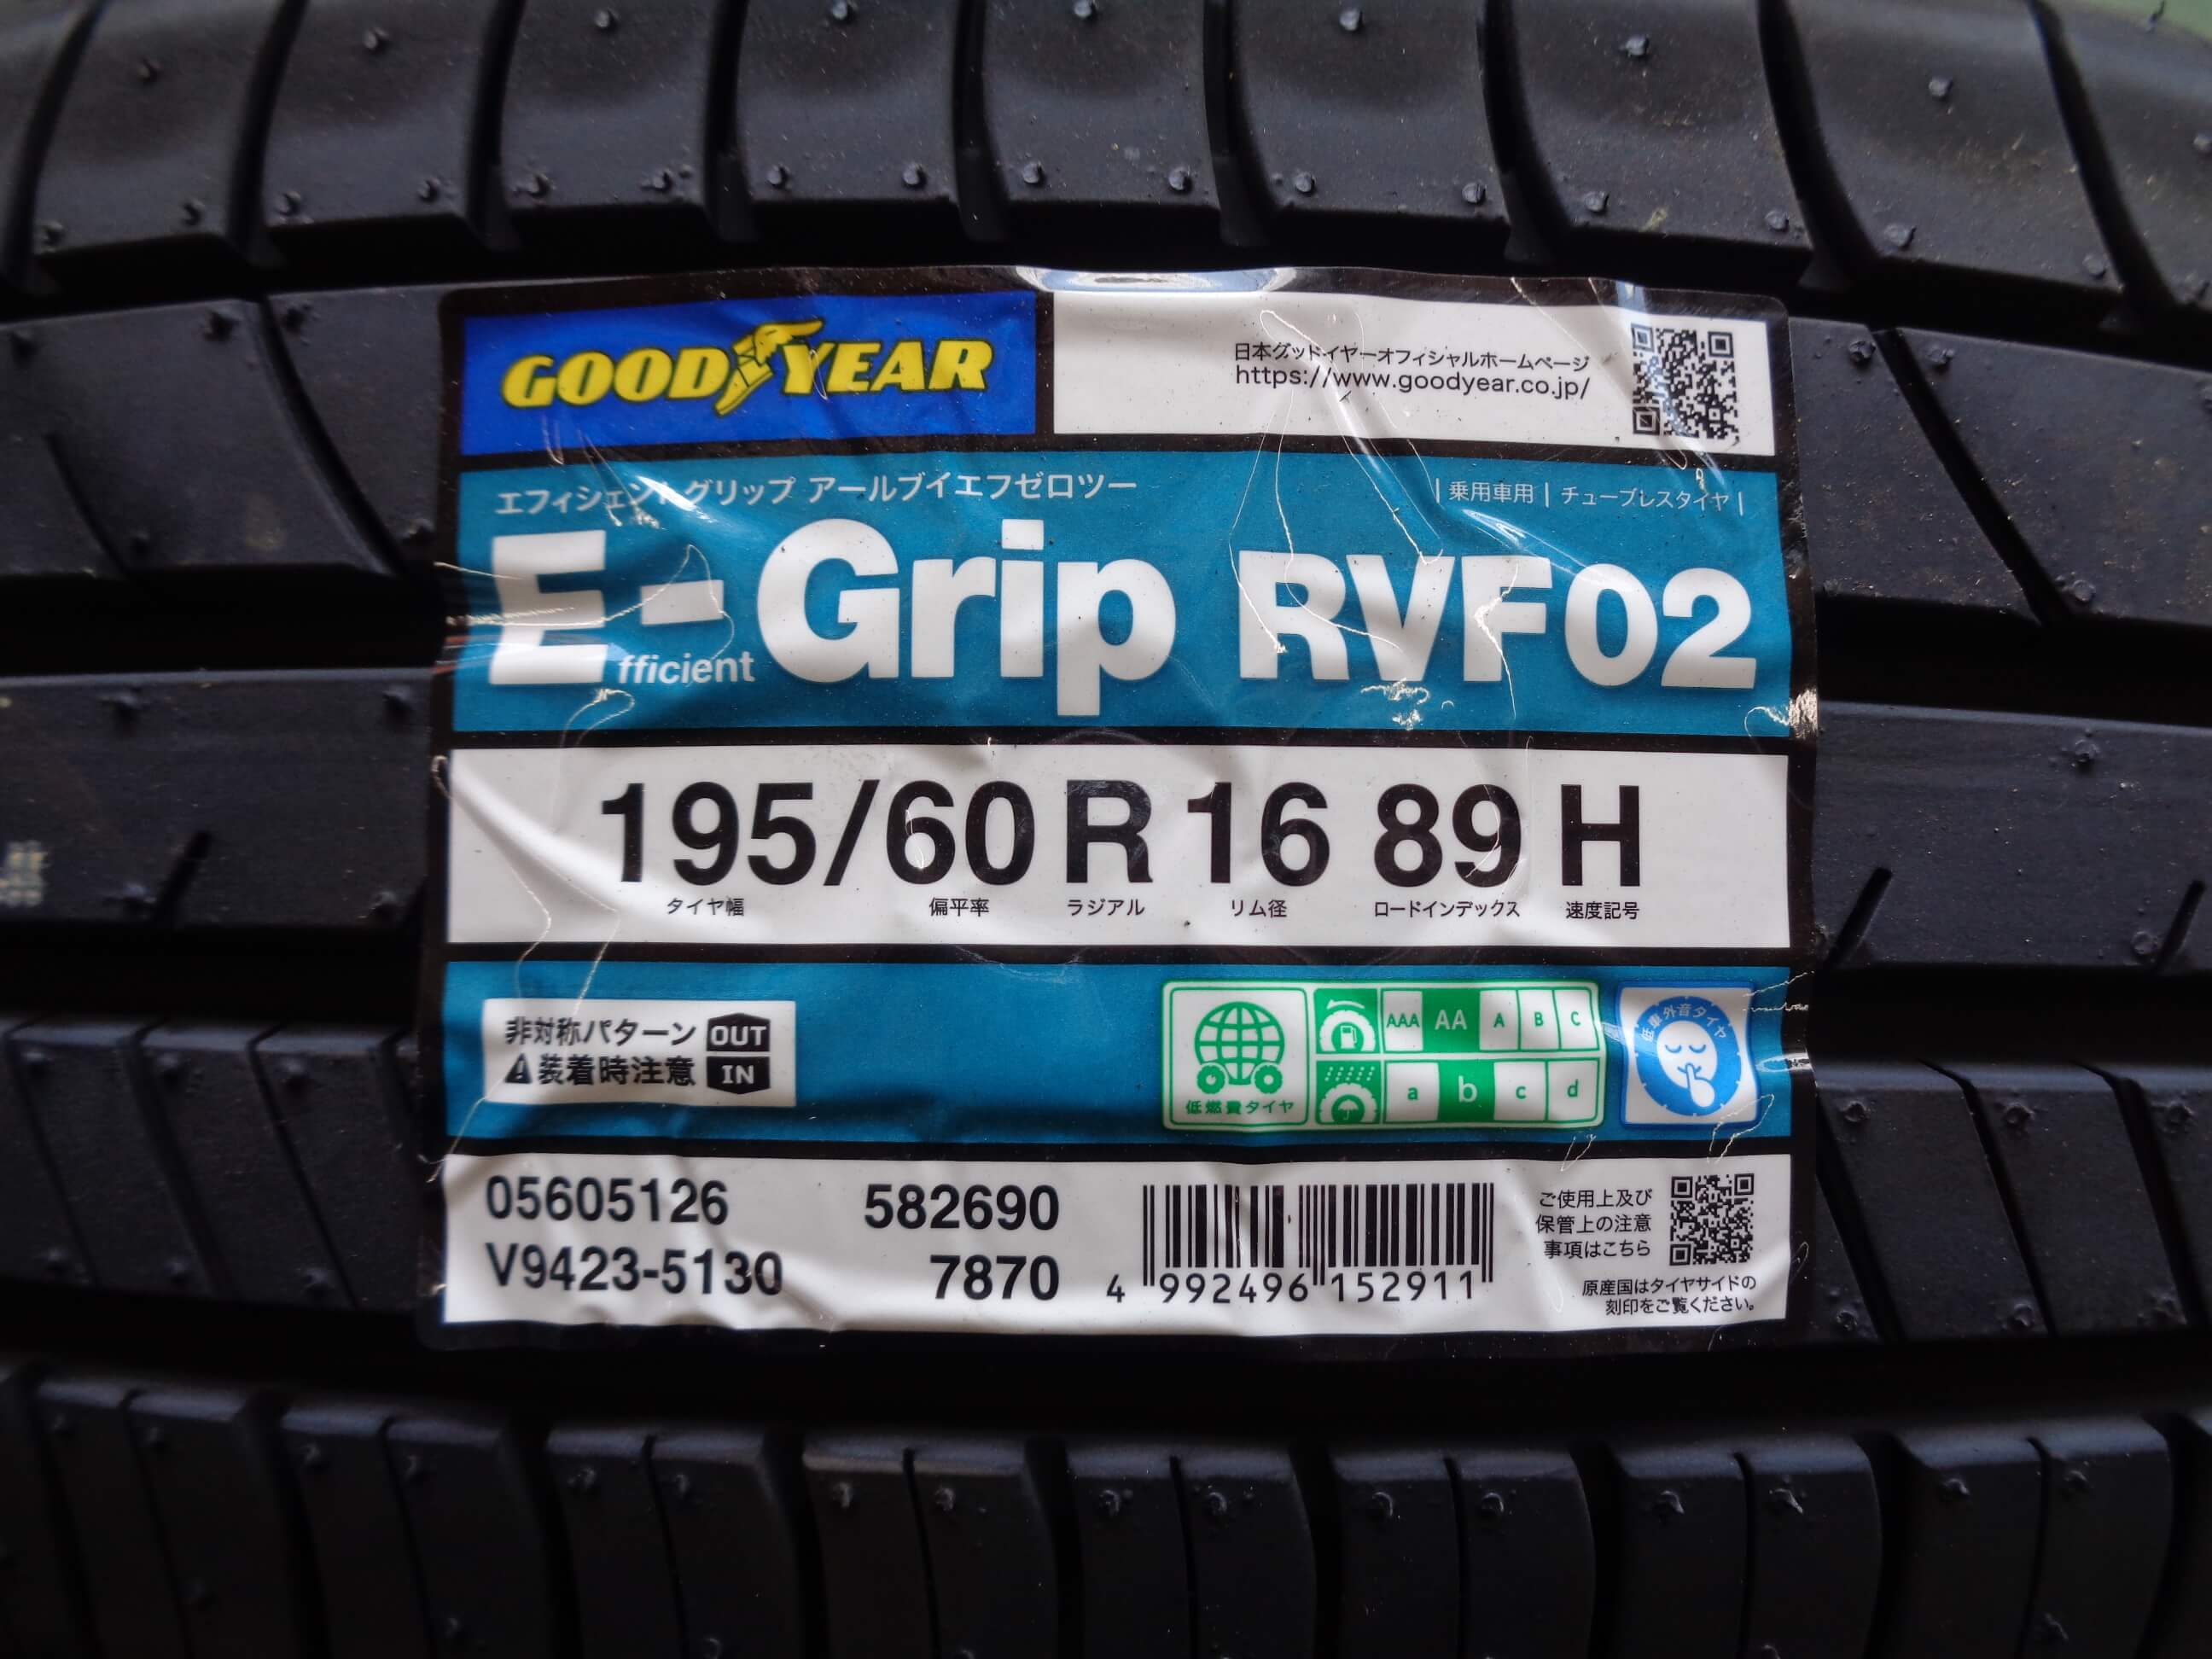 GOODYEAR
日本グッドイヤーオフィシャルホームページ
https://www.goodyear.co.jp/
エフィシェントグリップ アールブイエフゼロツー
| 乗用車用 | チューブレスタイヤ |
E-Grip RVF02
fficient
195/60 R 16 89 H
タイヤ幅 偏平率 ラジアル リム径 ロードインデックス 速度記号
非対称パターン OUT
装着時注意 IN
AAA AA A B C
a b c d
低燃費タイヤ
低車外音タイヤ
05605126 582690
V9423-5130 7870
4 992496 152911
ご使用上及び
保管上の注意
事項はこちら
原産国はタイヤサイドの
刻印をご覧ください。